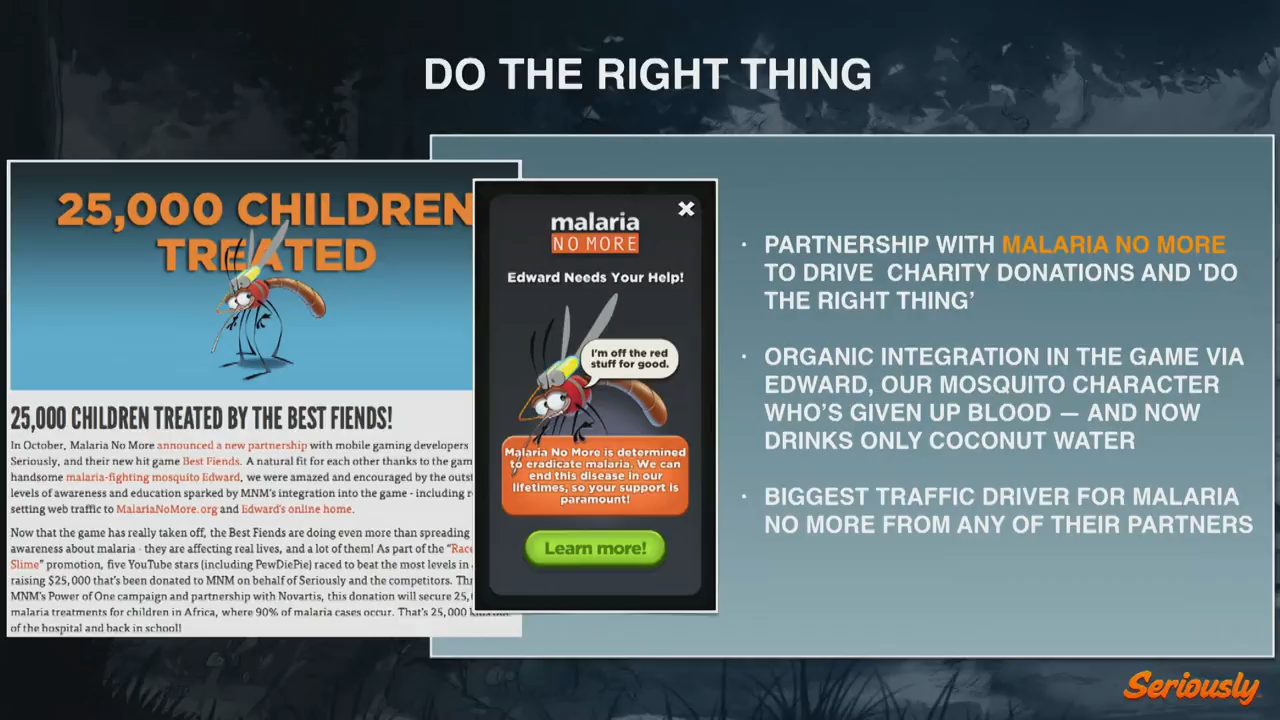 DO THE RIGHT THING
25,000 CHILDREN
TREATED
25,000 CHILDREN TREATED BY THE BEST FIENDS!
In October, Malaria No More announced a new partnership with mobile gaming developers
Seriously, and their new hit game Best Fiends. A natural fit for each other thanks to the
handsome malaria-fighting mosquito Edward, we were amazed and encouraged by the
levels of awareness and education sparked by MNM's integration into the game - including
setting web traffic to MalariaNoMore.org and Edward's online home.
Now that the game has really taken off, the Best Fiends are doing even more than spreading
awareness about malaria - they are affecting real lives, and a lot of them! As part of the "Race
Slime" promotion, five YouTube stars (including PewDiePie) raced to beat the most levels in
raising $25,000 that's been donated to MNM on behalf of Seriously and the competitors.
MNM's Power of One campaign and partnership with Novartis, this donation will secure 25,
malaria treatments for children in Africa, where 90% of malaria cases occur. That's 25,000
of the hospital and back in school!
malaria
NO MORE
Edward Needs Your Help!
I'm off the red
stuff for good.
Malaria No More is determined
to eradicate malaria. We can
end this disease in our
lifetimes, so your support is
paramount!
Learn more!
· PARTNERSHIP WITH MALARIA NO MORE
TO DRIVE CHARITY DONATIONS AND 'DO
THE RIGHT THING'
· ORGANIC INTEGRATION IN THE GAME VIA
EDWARD, OUR MOSQUITO CHARACTER
WHO'S GIVEN UP BLOOD — AND NOW
DRINKS ONLY COCONUT WATER
· BIGGEST TRAFFIC DRIVER FOR MALARIA
NO MORE FROM ANY OF THEIR PARTNERS
Seriously